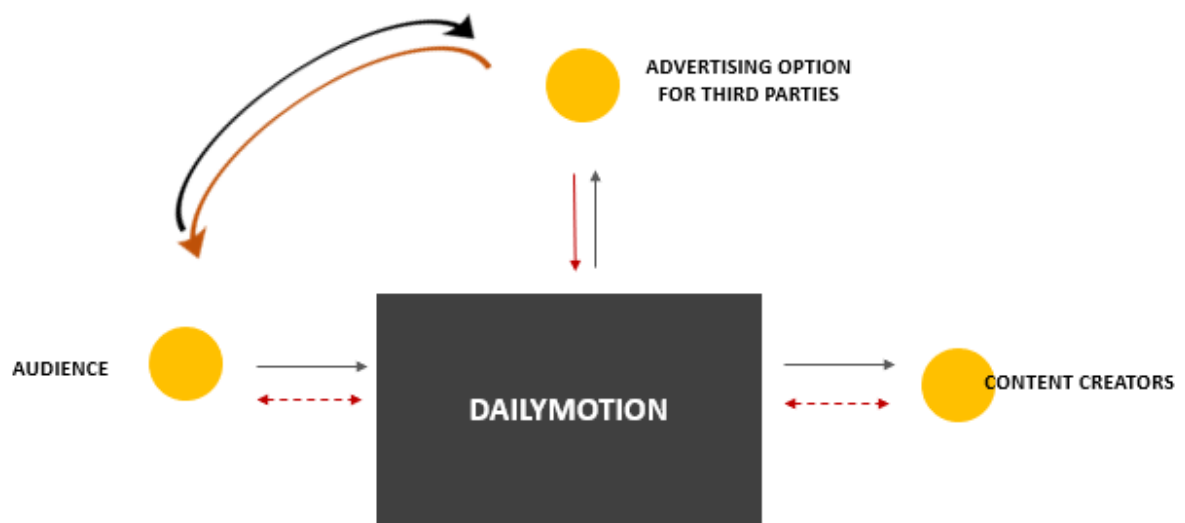 ADVERTISING OPTION
FOR THIRD PARTIES
AUDIENCE
DAILYMOTION
CONTENT CREATORS